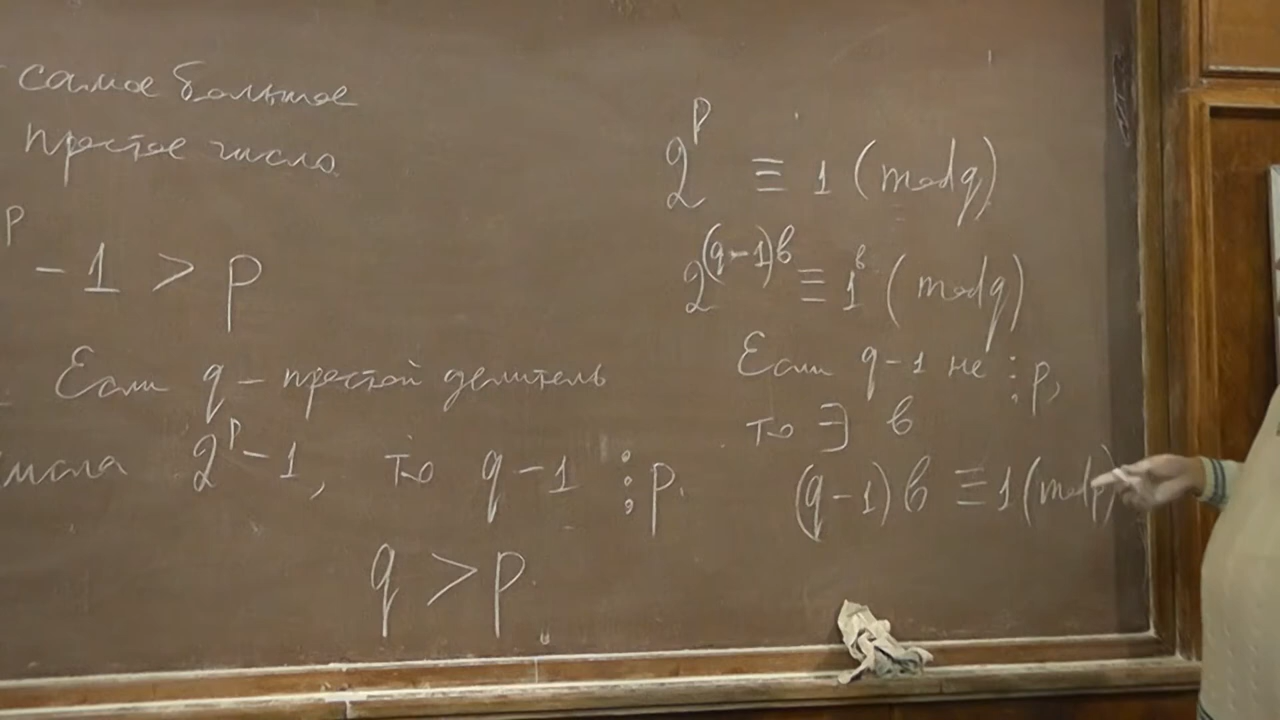 самое большое
простое число
p - 1 > p
Если q - простой делитель
числа 2^p - 1, то q - 1 ⋮ p.
q > p
2^p ≡ 1 (mod q)
2^{(q-1)b} ≡ 1^b (mod q)
Если q - 1 не ⋮ p,
то ∃ b
(q-1) b ≡ 1 (mod p)